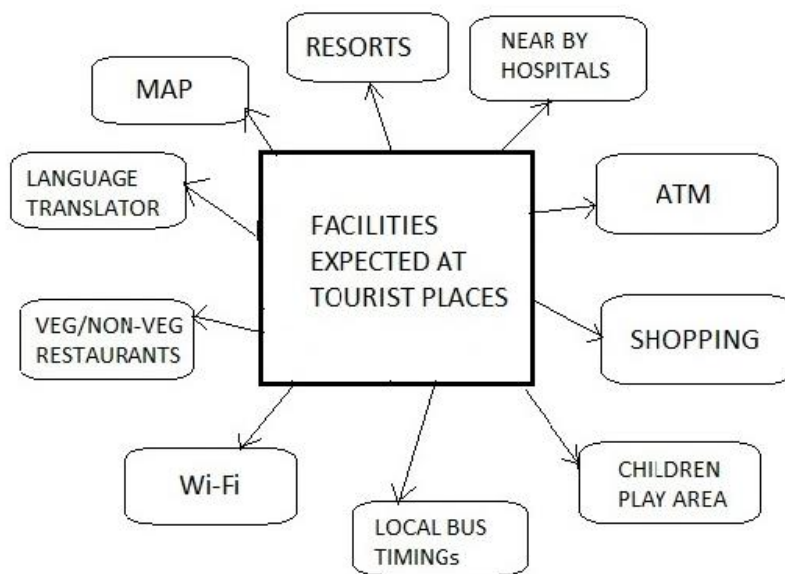 RESORTS
NEAR BY
HOSPITALS
MAP
LANGUAGE
TRANSLATOR
ATM
FACILITIES
EXPECTED AT
TOURIST PLACES
VEG/NON-VEG
RESTAURANTS
SHOPPING
Wi-Fi
CHILDREN
PLAY AREA
LOCAL BUS
TIMINGs